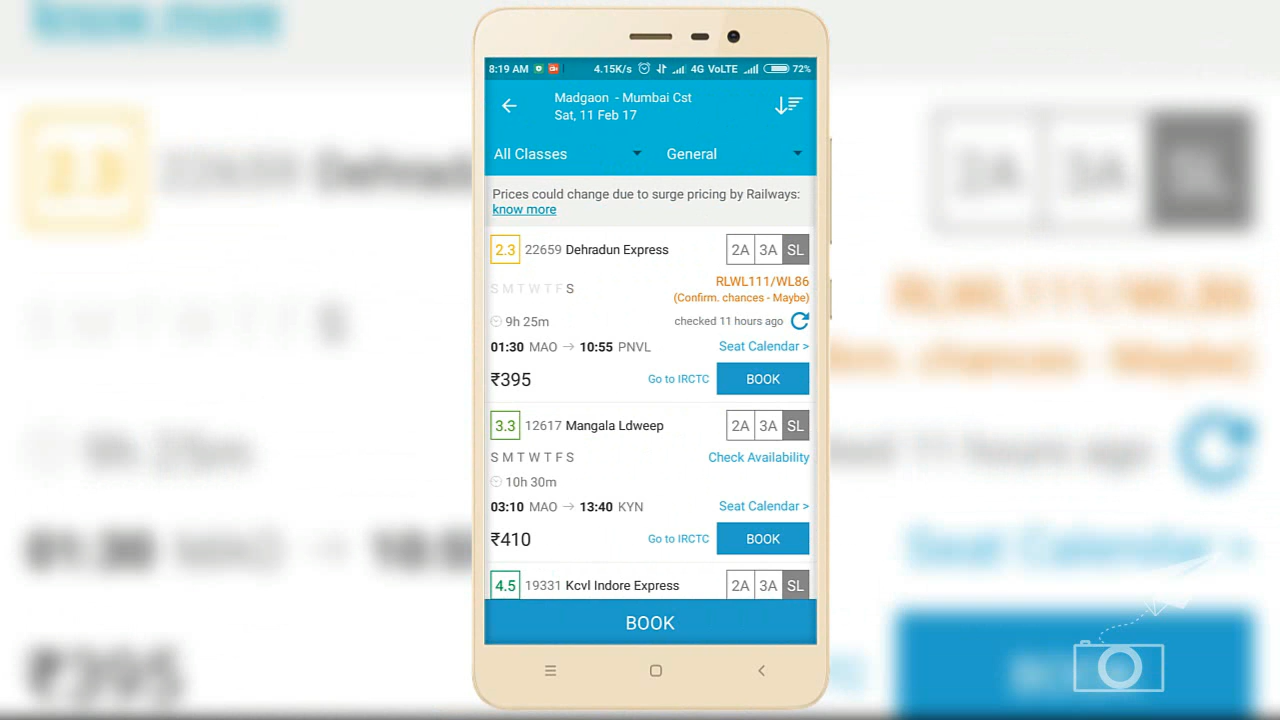 8:19 AM 4.15K/s 4G VoLTE 72%
Madgaon - Mumbai Cst
Sat, 11 Feb 17
All Classes General
Prices could change due to surge pricing by Railways:
know more
2.3 22659 Dehradun Express 2A 3A SL
RLWL111/WL86
S M T W T F S (Confirm. chances - Maybe)
9h 25m checked 11 hours ago
01:30 MAO → 10:55 PNVL Seat Calendar >
₹395 Go to IRCTC BOOK
3.3 12617 Mangala Ldweep 2A 3A SL
S M T W T F S Check Availability
10h 30m
03:10 MAO → 13:40 KYN Seat Calendar >
₹410 Go to IRCTC BOOK
4.5 19331 Kcvl Indore Express 2A 3A SL
BOOK